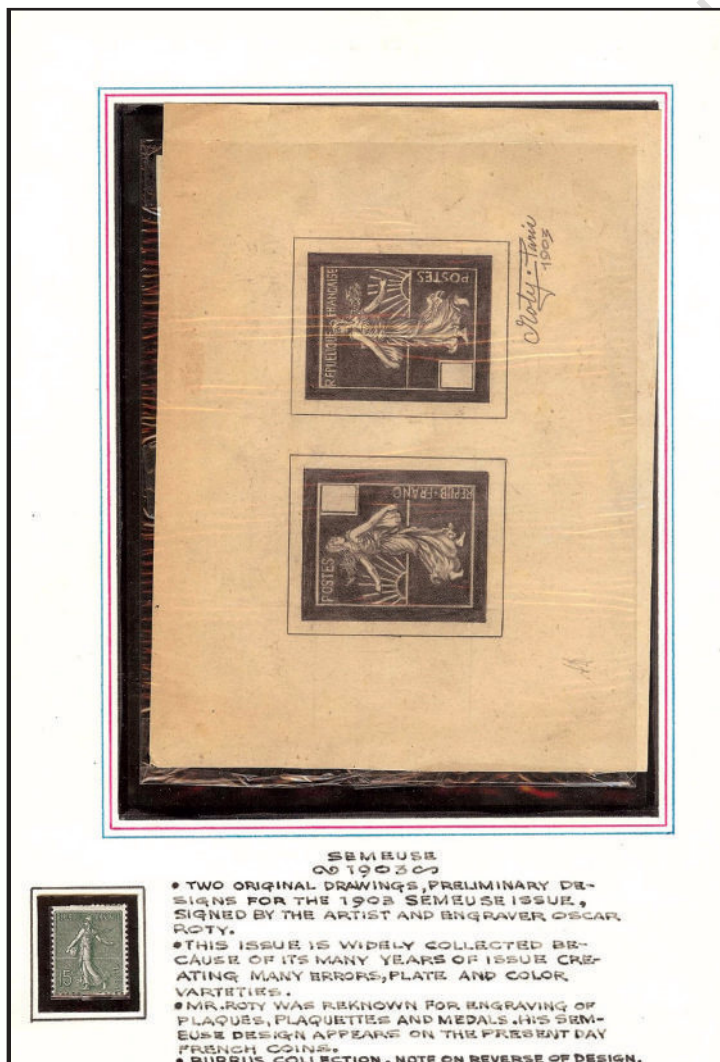 REPUBLIQUE FRANCAISE
POSTES
Roty. Paris
1903
POSTES
REPUB·FRANC
SEMEUSE
1903
• TWO ORIGINAL DRAWINGS, PRELIMINARY DE-
SIGNS FOR THE 1903 SEMEUSE ISSUE,
SIGNED BY THE ARTIST AND ENGRAVER OSCAR
ROTY.
• THIS ISSUE IS WIDELY COLLECTED BE-
CAUSE OF ITS MANY YEARS OF ISSUE CRE-
ATING MANY ERRORS, PLATE AND COLOR
VARTETIES.
• MR. ROTY WAS REKNOWN FOR ENGRAVING OF
PLAQUES, PLAQUETTES AND MEDALS. HIS SEM-
EUSE DESIGN APPEARS ON THE PRESENT DAY
FRENCH COINS.
• BURRUS COLLECTION. NOTE ON REVERSE OF DESIGN.
15